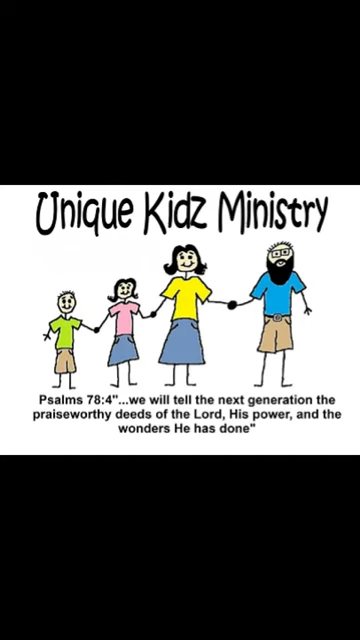 Unique Kidz Ministry
Psalms 78:4"...we will tell the next generation the
praiseworthy deeds of the Lord, His power, and the
wonders He has done"